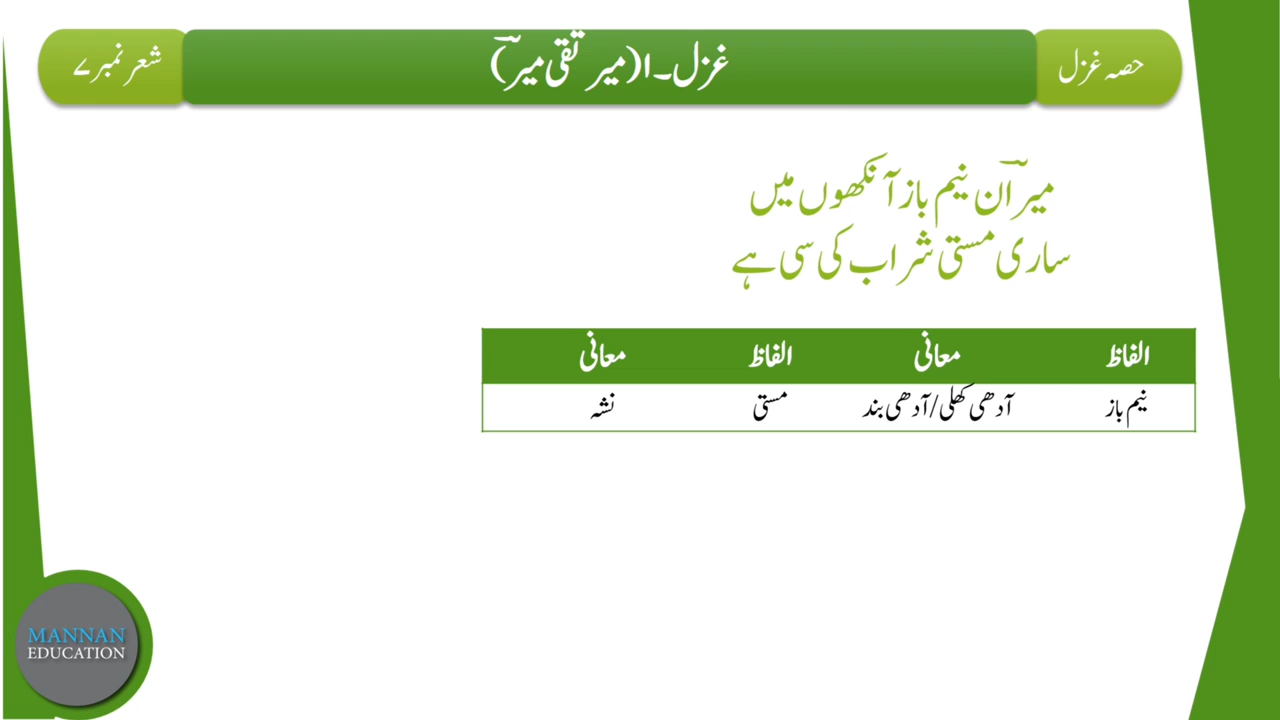 حصہ غزل
غزل۔۱(میر تقی میرؔ)
شعر نمبر ۷
میرؔ ان نیم باز آنکھوں میں
ساری مستی شراب کی سی ہے
الفاظ معانی الفاظ معانی
نیم باز آدھی کھلی/آدھی بند مستی نشہ
MANNAN
EDUCATION